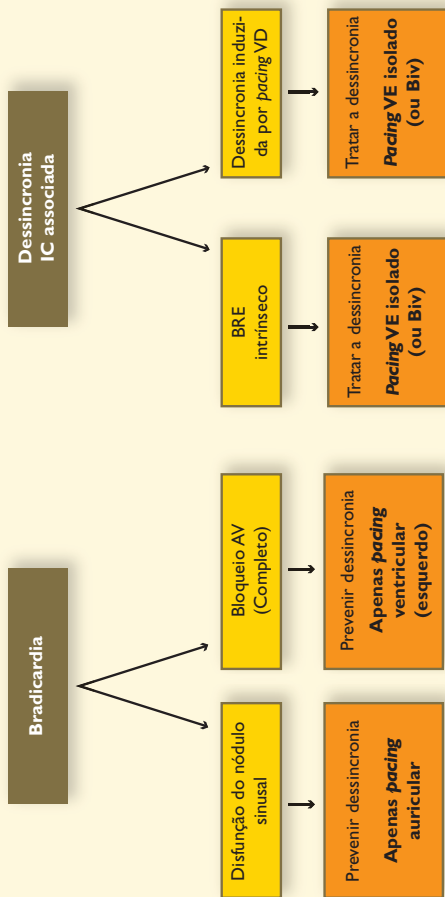 Bradicardia
Disfunção do nódulo
sinusal
Prevenir dessincronia
Apenas pacing
auricular
Bloqueio AV
(Completo)
Prevenir dessincronia
Apenas pacing
ventricular
(esquerdo)
Dessincronia
IC associada
BRE
intrínseco
Tratar a dessincronia
Pacing VE isolado
(ou Biv)
Dessincronia induzi-
da por pacing VD
Tratar a dessincronia
Pacing VE isolado
(ou Biv)